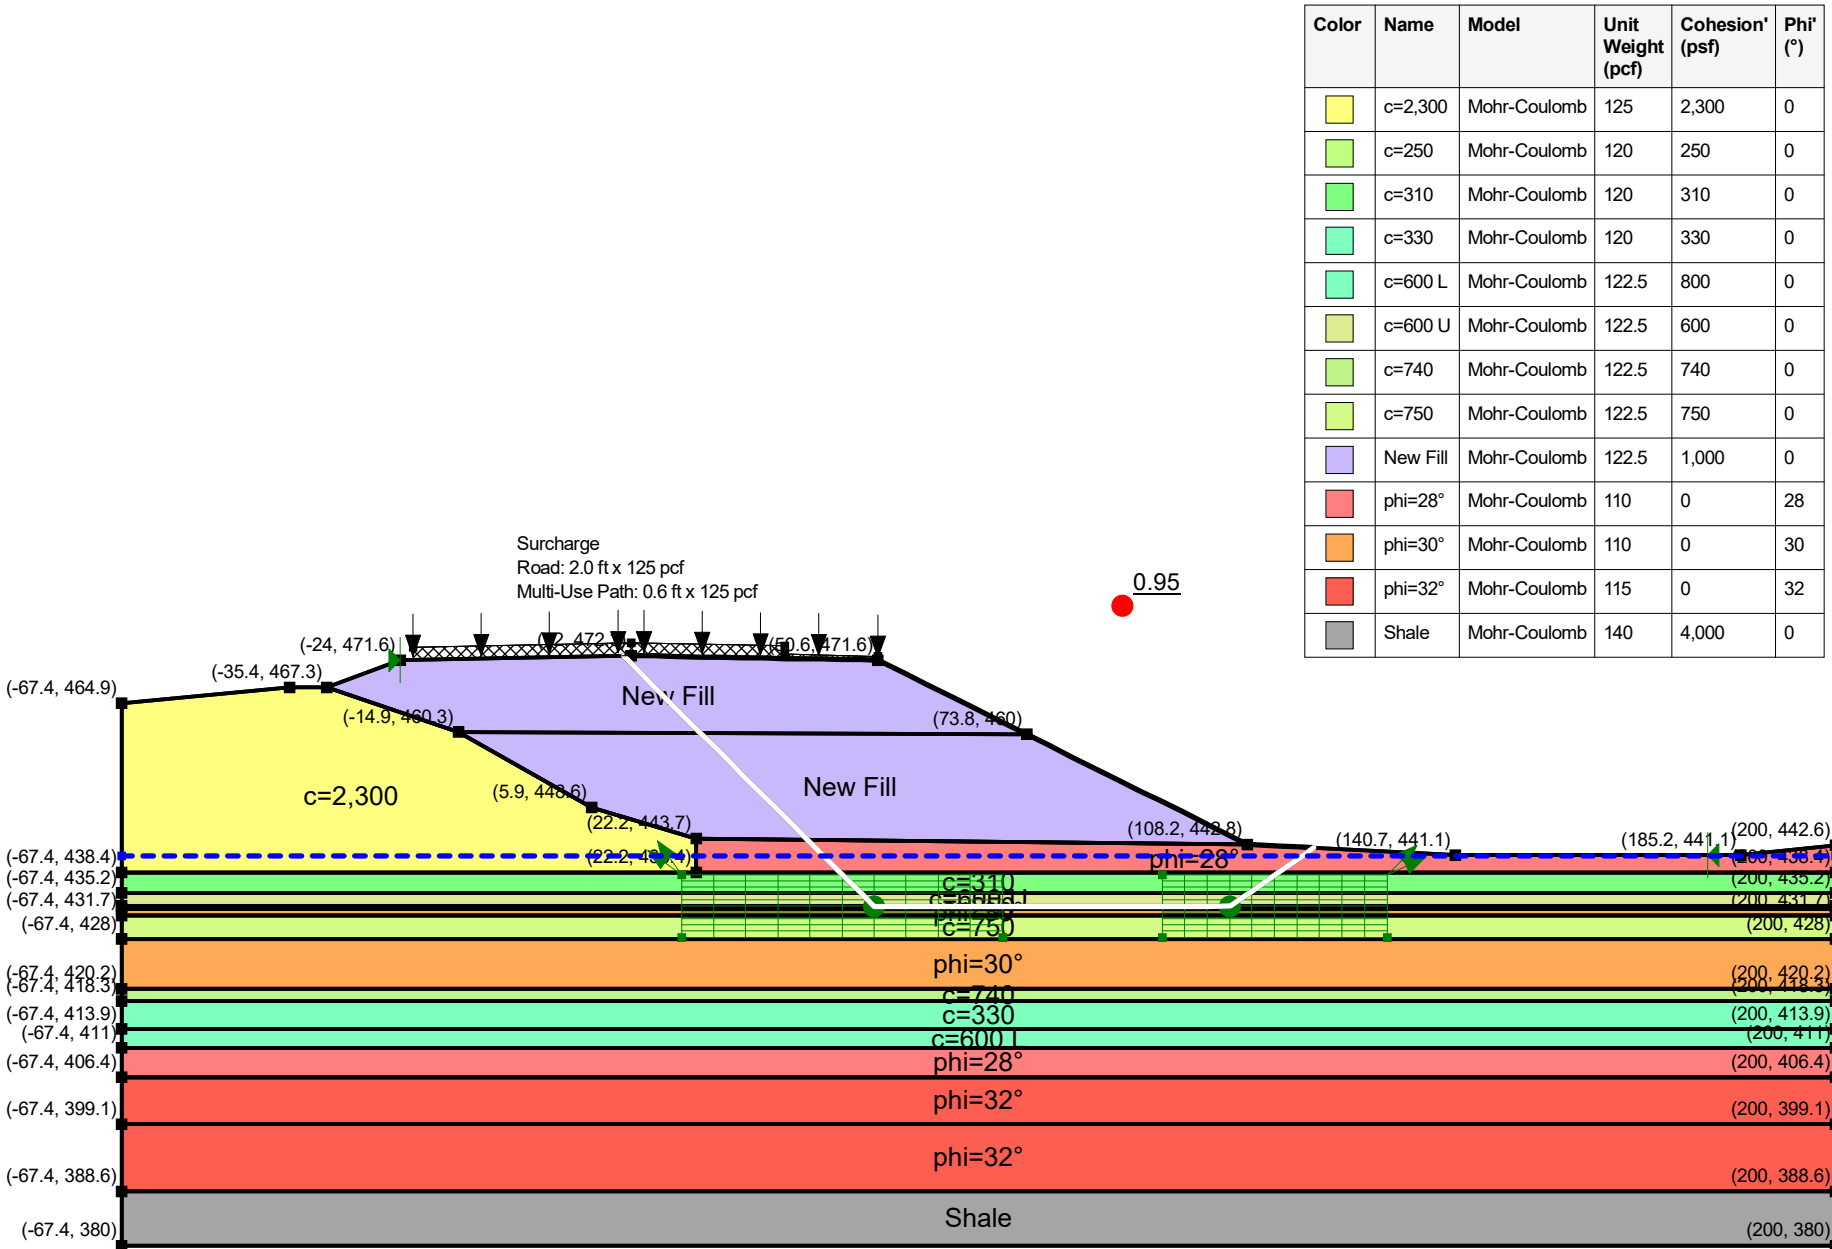 Color Name Model Unit Weight (pcf) Cohesion' (psf) Phi' (°)
c=2,300 Mohr-Coulomb 125 2,300 0
c=250 Mohr-Coulomb 120 250 0
c=310 Mohr-Coulomb 120 310 0
c=330 Mohr-Coulomb 120 330 0
c=600 L Mohr-Coulomb 122.5 800 0
c=600 U Mohr-Coulomb 122.5 600 0
c=740 Mohr-Coulomb 122.5 740 0
c=750 Mohr-Coulomb 122.5 750 0
New Fill Mohr-Coulomb 122.5 1,000 0
phi=28° Mohr-Coulomb 110 0 28
phi=30° Mohr-Coulomb 110 0 30
phi=32° Mohr-Coulomb 115 0 32
Shale Mohr-Coulomb 140 4,000 0
Surcharge
Road: 2.0 ft x 125 pcf
Multi-Use Path: 0.6 ft x 125 pcf
0.95
(-24, 471.6)
(50.6, 471.6)
(-35.4, 467.3)
(-67.4, 464.9)
New Fill
(-14.9, 460.3)
(73.8, 460)
c=2,300
(5.9, 448.6)
New Fill
(22.2, 443.7)
(108.2, 442.8)
(140.7, 441.1)
(185.2, 441.1)
(200, 442.6)
(-67.4, 438.4)
phi=28°
(-67.4, 435.2)
c=310
(200, 435.2)
(-67.4, 431.7)
(200, 431.7)
(-67.4, 428)
c=750
(200, 428)
phi=30°
(-67.4, 420.2)
(200, 420.2)
(-67.4, 418.3)
c=740
(200, 418.3)
(-67.4, 413.9)
c=330
(200, 413.9)
(-67.4, 411)
c=600 L
(200, 411)
(-67.4, 406.4)
phi=28°
(200, 406.4)
(-67.4, 399.1)
phi=32°
(200, 399.1)
(-67.4, 388.6)
phi=32°
(200, 388.6)
(-67.4, 380)
Shale
(200, 380)